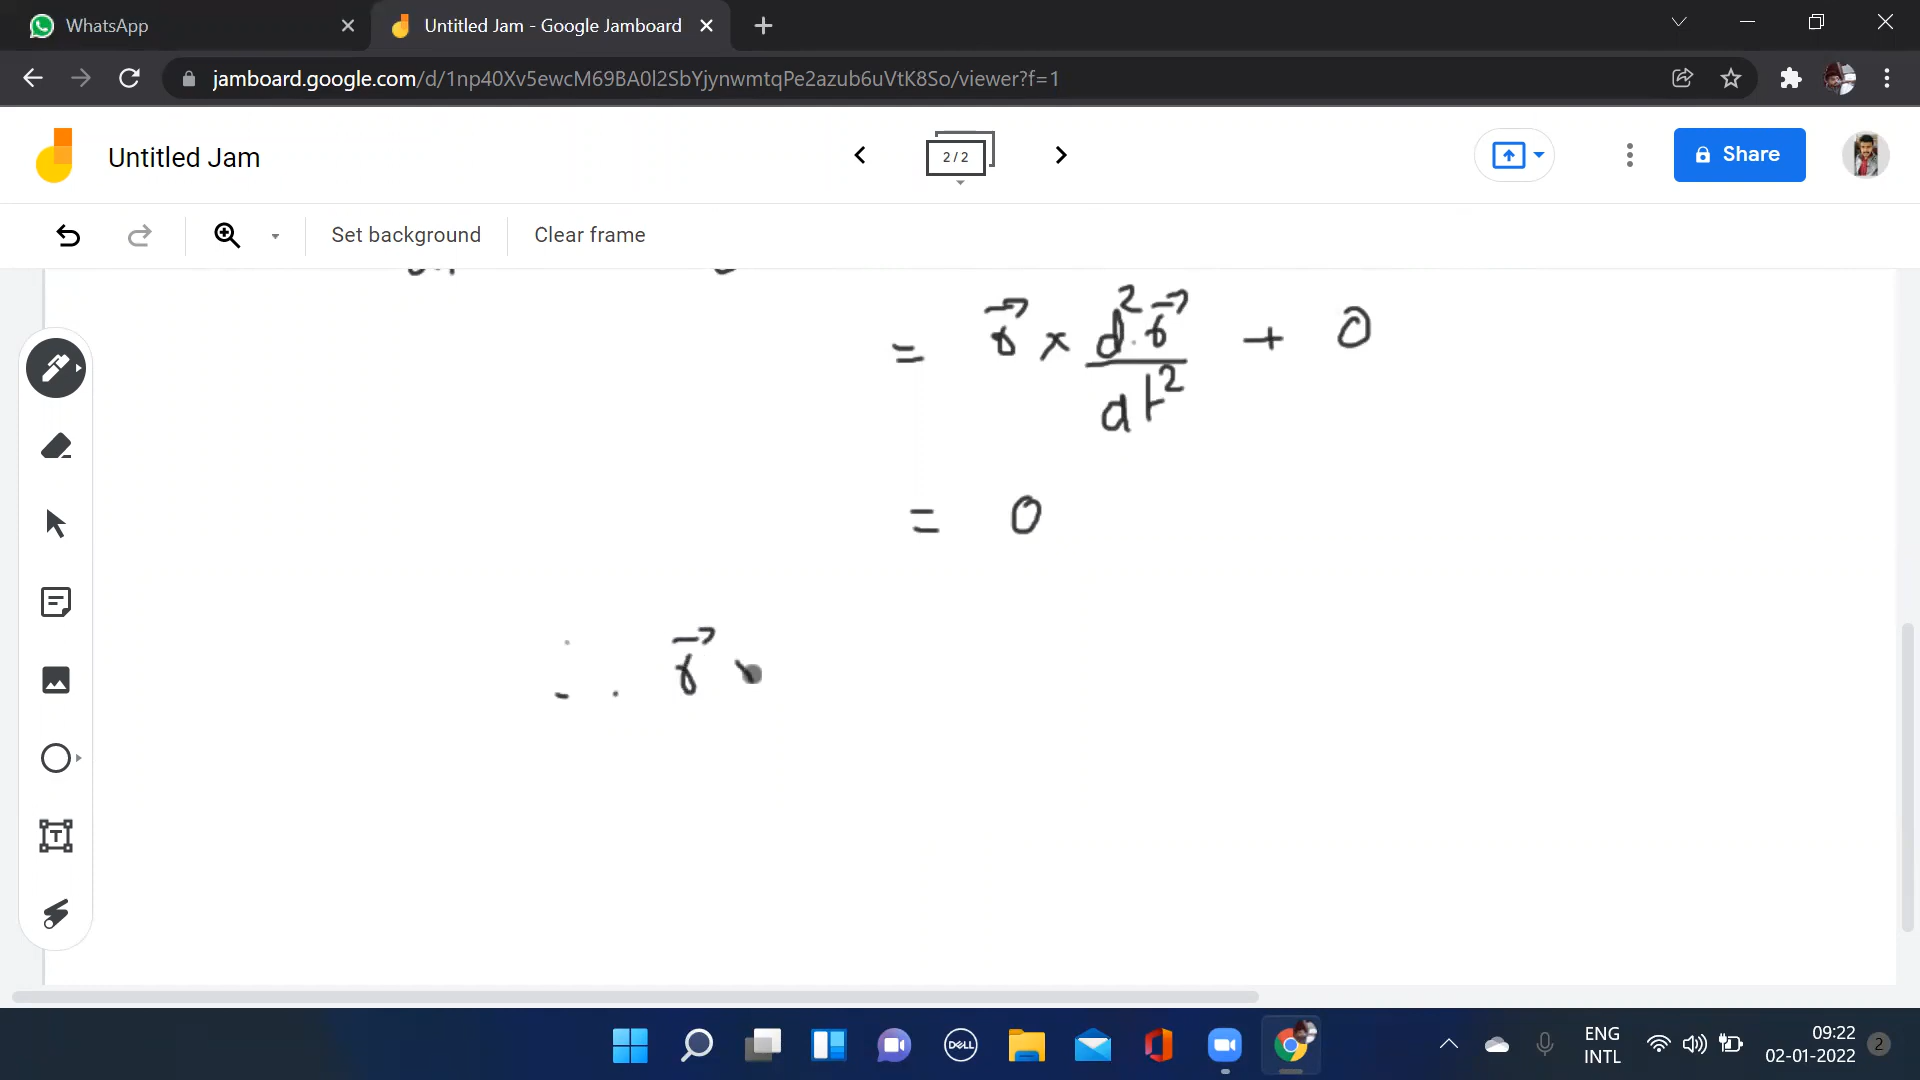 WhatsApp
Untitled Jam - Google Jamboard
jamboard.google.com/d/1np40Xv5ewcM69BA0l2SbYjynwmtqPe2azub6uVtK8So/viewer?f=1
Untitled Jam
2 / 2
Share
Set background
Clear frame
= r⃗ × d²r⃗/dt² + 0
= 0
∴ r⃗
T
DELL
ENG
INTL
09:22
02-01-2022
2